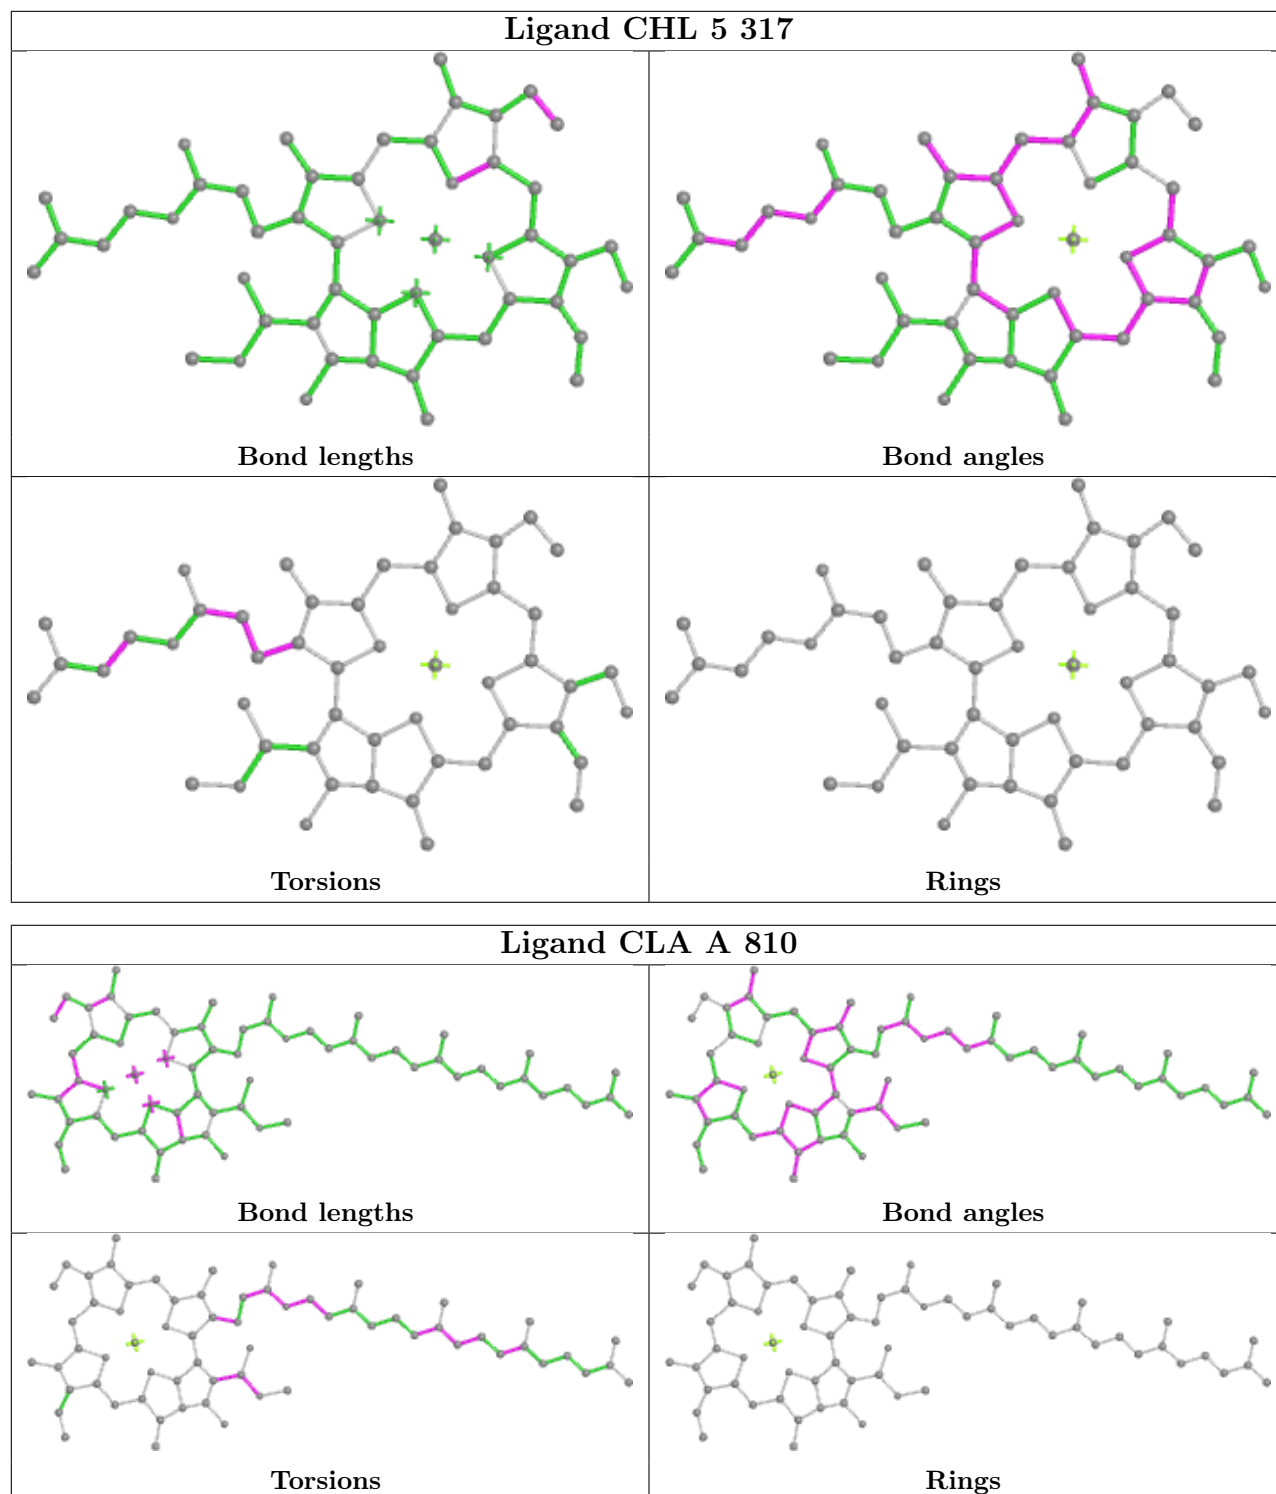 Ligand CHL 5 317
Bond lengths
Bond angles
Torsions
Rings
Ligand CLA A 810
Bond lengths
Bond angles
Torsions
Rings